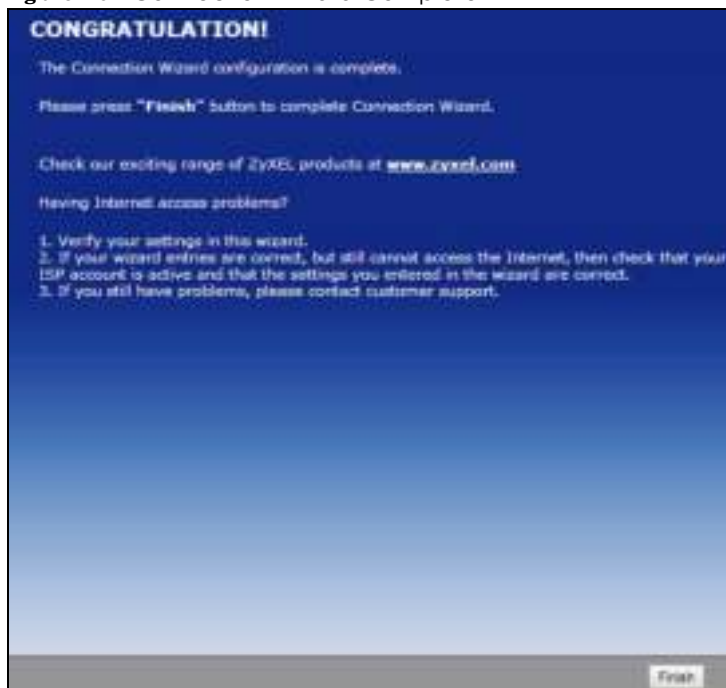 CONGRATULATION!
The Connection Wizard configuration is complete.
Please press "Finish" button to complete Connection Wizard.
Check our exciting range of ZyXEL products at www.zyxel.com
Having Internet access problems?
1. Verify your settings in this wizard.
2. If your wizard entries are correct, but still cannot access the Internet, then check that your
ISP account is active and that the settings you entered in the wizard are correct.
3. If you still have problems, please contact customer support.
Finish